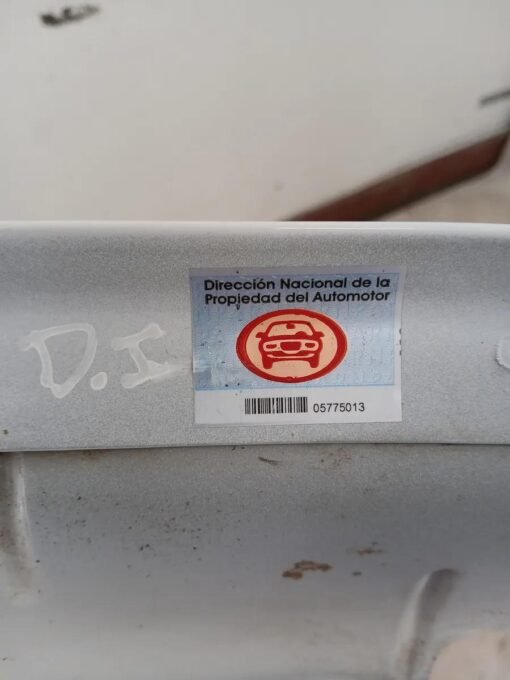 Dirección Nacional de la
Propiedad del Automotor
D.I
05775013